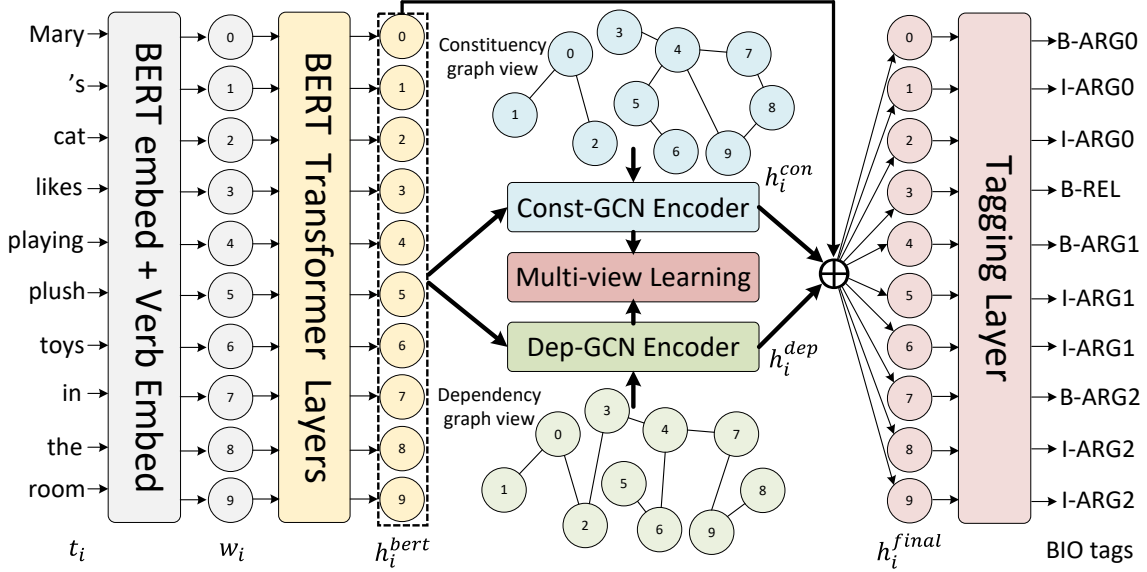 Mary
's
cat
likes
playing
plush
toys
in
the
room
t_i
BERT embed + Verb Embed
0
1
2
3
4
5
6
7
8
9
w_i
BERT Transformer Layers
0
1
2
3
4
5
6
7
8
9
h_i^{bert}
Constituency
graph view
0
3
4
7
1
5
8
2
6
9
Const-GCN Encoder
h_i^{con}
Multi-view Learning
Dep-GCN Encoder
h_i^{dep}
Dependency
graph view
0
3
4
7
1
5
8
2
6
9
0
1
2
3
4
5
6
7
8
9
h_i^{final}
Tagging Layer
B-ARG0
I-ARG0
I-ARG0
B-REL
B-ARG1
I-ARG1
I-ARG1
B-ARG2
I-ARG2
I-ARG2
BIO tags